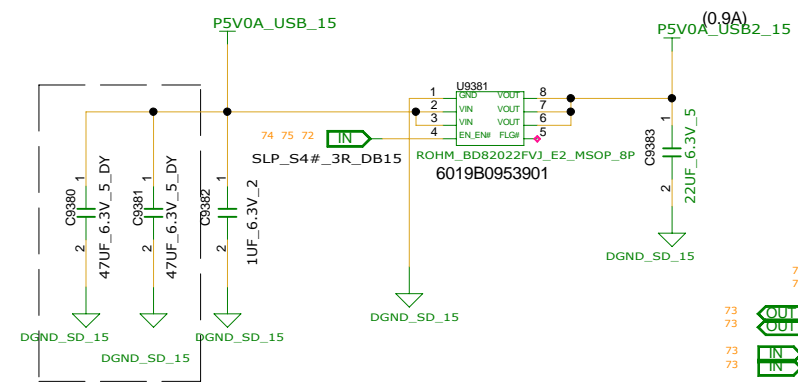 (0.9A)
P5V0A_USB_15
P5V0A_USB2_15
U9381
1 GND VOUT 8
2 VIN VOUT 7
3 VIN VOUT 6
4 EN_EN# FLG# 5
74 75 72 IN
SLP_S4#_3R_DB15
ROHM_BD82022FVJ_E2_MSOP_8P
6019B0953901
1
C9380
2
47UF_6.3V_5_DY
1
C9381
2
47UF_6.3V_5_DY
1
C9382
2
1UF_6.3V_2
1
C9383
2
22UF_6.3V_5
DGND_SD_15
DGND_SD_15
DGND_SD_15
DGND_SD_15
DGND_SD_15
7
7
73 OUT
73 OUT
73 IN
73 IN